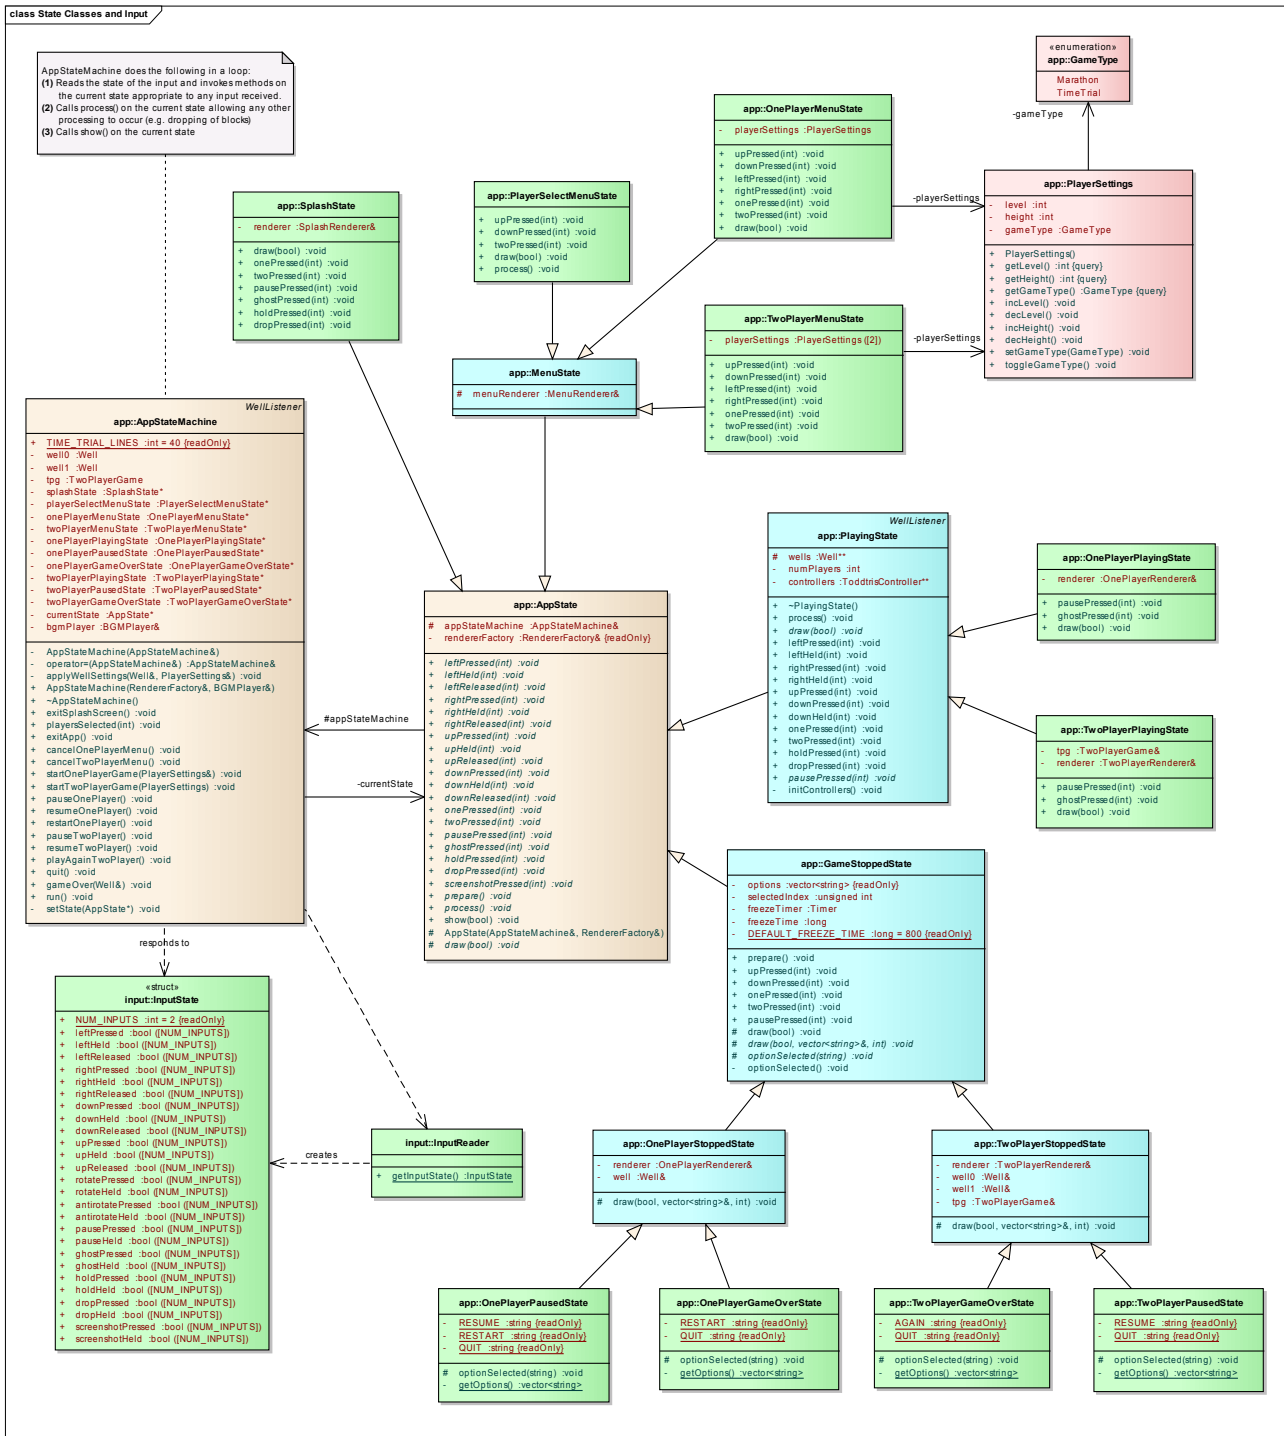 class State Classes and Input
AppStateMachine does the following in a loop:
(1) Reads the state of the input and invokes methods on
the current state appropriate to any input received.
(2) Calls process() on the current state allowing any other
processing to occur (e.g. dropping of blocks)
(3) Calls show() on the current state
«enumeration»
app::GameType
Marathon
TimeTrial
-gameType
app::OnePlayerMenuState
- playerSettings :PlayerSettings
+ upPressed(int) :void
+ downPressed(int) :void
+ leftPressed(int) :void
+ rightPressed(int) :void
+ onePressed(int) :void
+ twoPressed(int) :void
+ draw(bool) :void
-playerSettings
app::PlayerSettings
- level :int
- height :int
- gameType :GameType
+ PlayerSettings()
+ getLevel() :int {query}
+ getHeight() :int {query}
+ getGameType() :GameType {query}
+ incLevel() :void
+ decLevel() :void
+ incHeight() :void
+ decHeight() :void
+ setGameType(GameType) :void
+ toggleGameType() :void
app::PlayerSelectMenuState
+ upPressed(int) :void
+ downPressed(int) :void
+ twoPressed(int) :void
+ draw(bool) :void
+ process() :void
app::SplashState
- renderer :SplashRenderer&
+ draw(bool) :void
+ onePressed(int) :void
+ twoPressed(int) :void
+ pausePressed(int) :void
+ ghostPressed(int) :void
+ holdPressed(int) :void
+ dropPressed(int) :void
app::TwoPlayerMenuState
- playerSettings :PlayerSettings ([2])
+ upPressed(int) :void
+ downPressed(int) :void
+ leftPressed(int) :void
+ rightPressed(int) :void
+ onePressed(int) :void
+ twoPressed(int) :void
+ draw(bool) :void
-playerSettings
app::MenuState
# menuRenderer :MenuRenderer&
WellListener
app::AppStateMachine
+ TIME_TRIAL_LINES :int = 40 {readOnly}
- well0 :Well
- well1 :Well
- tpg :TwoPlayerGame
- splashState :SplashState*
- playerSelectMenuState :PlayerSelectMenuState*
- onePlayerMenuState :OnePlayerMenuState*
- twoPlayerMenuState :TwoPlayerMenuState*
- onePlayerPlayingState :OnePlayerPlayingState*
- onePlayerPausedState :OnePlayerPausedState*
- onePlayerGameOverState :OnePlayerGameOverState*
- twoPlayerPlayingState :TwoPlayerPlayingState*
- twoPlayerPausedState :TwoPlayerPausedState*
- twoPlayerGameOverState :TwoPlayerGameOverState*
- currentState :AppState*
- bgmPlayer :BGMPlayer&
- AppStateMachine(AppStateMachine&)
- operator=(AppStateMachine&) :AppStateMachine&
- applyWellSettings(Well&, PlayerSettings&) :void
+ AppStateMachine(RendererFactory&, BGMPlayer&)
+ ~AppStateMachine()
+ exitSplashScreen() :void
+ playersSelected(int) :void
+ exitApp() :void
+ cancelOnePlayerMenu() :void
+ cancelTwoPlayerMenu() :void
+ startOnePlayerGame(PlayerSettings&) :void
+ startTwoPlayerGame(PlayerSettings) :void
+ pauseOnePlayer() :void
+ resumeOnePlayer() :void
+ restartOnePlayer() :void
+ pauseTwoPlayer() :void
+ resumeTwoPlayer() :void
+ playAgainTwoPlayer() :void
+ quit() :void
+ gameOver(Well&) :void
+ run() :void
- setState(AppState*) :void
#appStateMachine
-currentState
app::AppState
# appStateMachine :AppStateMachine&
- rendererFactory :RendererFactory& {readOnly}
+ leftPressed(int) :void
+ leftHeld(int) :void
+ leftReleased(int) :void
+ rightPressed(int) :void
+ rightHeld(int) :void
+ rightReleased(int) :void
+ upPressed(int) :void
+ upHeld(int) :void
+ upReleased(int) :void
+ downPressed(int) :void
+ downHeld(int) :void
+ downReleased(int) :void
+ onePressed(int) :void
+ twoPressed(int) :void
+ pausePressed(int) :void
+ ghostPressed(int) :void
+ holdPressed(int) :void
+ dropPressed(int) :void
+ screenshotPressed(int) :void
+ prepare() :void
+ process() :void
+ show(bool) :void
# AppState(AppStateMachine&, RendererFactory&)
# draw(bool) :void
WellListener
app::PlayingState
# wells :Well**
- numPlayers :int
- controllers :ToddtrisController**
+ ~PlayingState()
+ process() :void
+ draw(bool) :void
+ leftPressed(int) :void
+ leftHeld(int) :void
+ rightPressed(int) :void
+ rightHeld(int) :void
+ upPressed(int) :void
+ downPressed(int) :void
+ downHeld(int) :void
+ onePressed(int) :void
+ twoPressed(int) :void
+ holdPressed(int) :void
+ dropPressed(int) :void
+ pausePressed(int) :void
- initControllers() :void
app::OnePlayerPlayingState
- renderer :OnePlayerRenderer&
+ pausePressed(int) :void
+ ghostPressed(int) :void
+ draw(bool) :void
app::TwoPlayerPlayingState
- tpg :TwoPlayerGame&
- renderer :TwoPlayerRenderer&
+ pausePressed(int) :void
+ ghostPressed(int) :void
+ draw(bool) :void
app::GameStoppedState
- options :vector<string> {readOnly}
- selectedIndex :unsigned int
- freezeTimer :Timer
- freezeTime :long
- DEFAULT_FREEZE_TIME :long = 800 {readOnly}
+ prepare() :void
+ upPressed(int) :void
+ downPressed(int) :void
+ onePressed(int) :void
+ twoPressed(int) :void
+ pausePressed(int) :void
# draw(bool) :void
# draw(bool, vector<string>&, int) :void
# optionSelected(string) :void
- optionSelected() :void
responds to
«struct»
input::InputState
+ NUM_INPUTS :int = 2 {readOnly}
+ leftPressed :bool ([NUM_INPUTS])
+ leftHeld :bool ([NUM_INPUTS])
+ leftReleased :bool ([NUM_INPUTS])
+ rightPressed :bool ([NUM_INPUTS])
+ rightHeld :bool ([NUM_INPUTS])
+ rightReleased :bool ([NUM_INPUTS])
+ downPressed :bool ([NUM_INPUTS])
+ downHeld :bool ([NUM_INPUTS])
+ downReleased :bool ([NUM_INPUTS])
+ upPressed :bool ([NUM_INPUTS])
+ upHeld :bool ([NUM_INPUTS])
+ upReleased :bool ([NUM_INPUTS])
+ rotatePressed :bool ([NUM_INPUTS])
+ rotateHeld :bool ([NUM_INPUTS])
+ antirotatePressed :bool ([NUM_INPUTS])
+ antirotateHeld :bool ([NUM_INPUTS])
+ pausePressed :bool ([NUM_INPUTS])
+ pauseHeld :bool ([NUM_INPUTS])
+ ghostPressed :bool ([NUM_INPUTS])
+ ghostHeld :bool ([NUM_INPUTS])
+ holdPressed :bool ([NUM_INPUTS])
+ holdHeld :bool ([NUM_INPUTS])
+ dropPressed :bool ([NUM_INPUTS])
+ dropHeld :bool ([NUM_INPUTS])
+ screenshotPressed :bool ([NUM_INPUTS])
+ screenshotHeld :bool ([NUM_INPUTS])
creates
input::InputReader
+ getInputState() :InputState
app::OnePlayerStoppedState
- renderer :OnePlayerRenderer&
- well :Well&
# draw(bool, vector<string>&, int) :void
app::TwoPlayerStoppedState
- renderer :TwoPlayerRenderer&
- well0 :Well&
- well1 :Well&
- tpg :TwoPlayerGame&
# draw(bool, vector<string>&, int) :void
app::OnePlayerPausedState
- RESUME :string {readOnly}
- RESTART :string {readOnly}
- QUIT :string {readOnly}
# optionSelected(string) :void
- getOptions() :vector<string>
app::OnePlayerGameOverState
- RESTART :string {readOnly}
- QUIT :string {readOnly}
# optionSelected(string) :void
- getOptions() :vector<string>
app::TwoPlayerGameOverState
- AGAIN :string {readOnly}
- QUIT :string {readOnly}
# optionSelected(string) :void
- getOptions() :vector<string>
app::TwoPlayerPausedState
- RESUME :string {readOnly}
- QUIT :string {readOnly}
# optionSelected(string) :void
- getOptions() :vector<string>